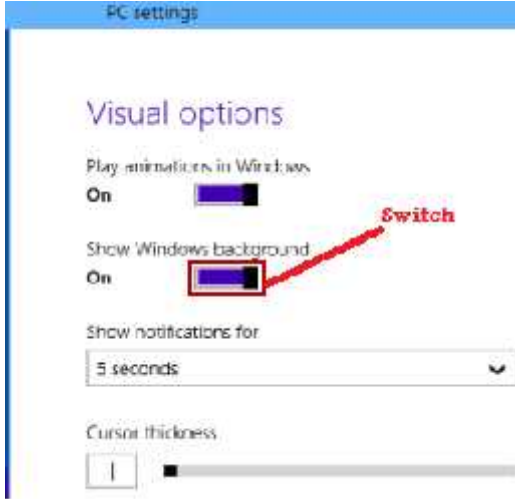 PC settings
Visual options
Play animations in Windows
On
Switch
Show Windows background
On
Show notifications for
5 seconds
Cursor thickness